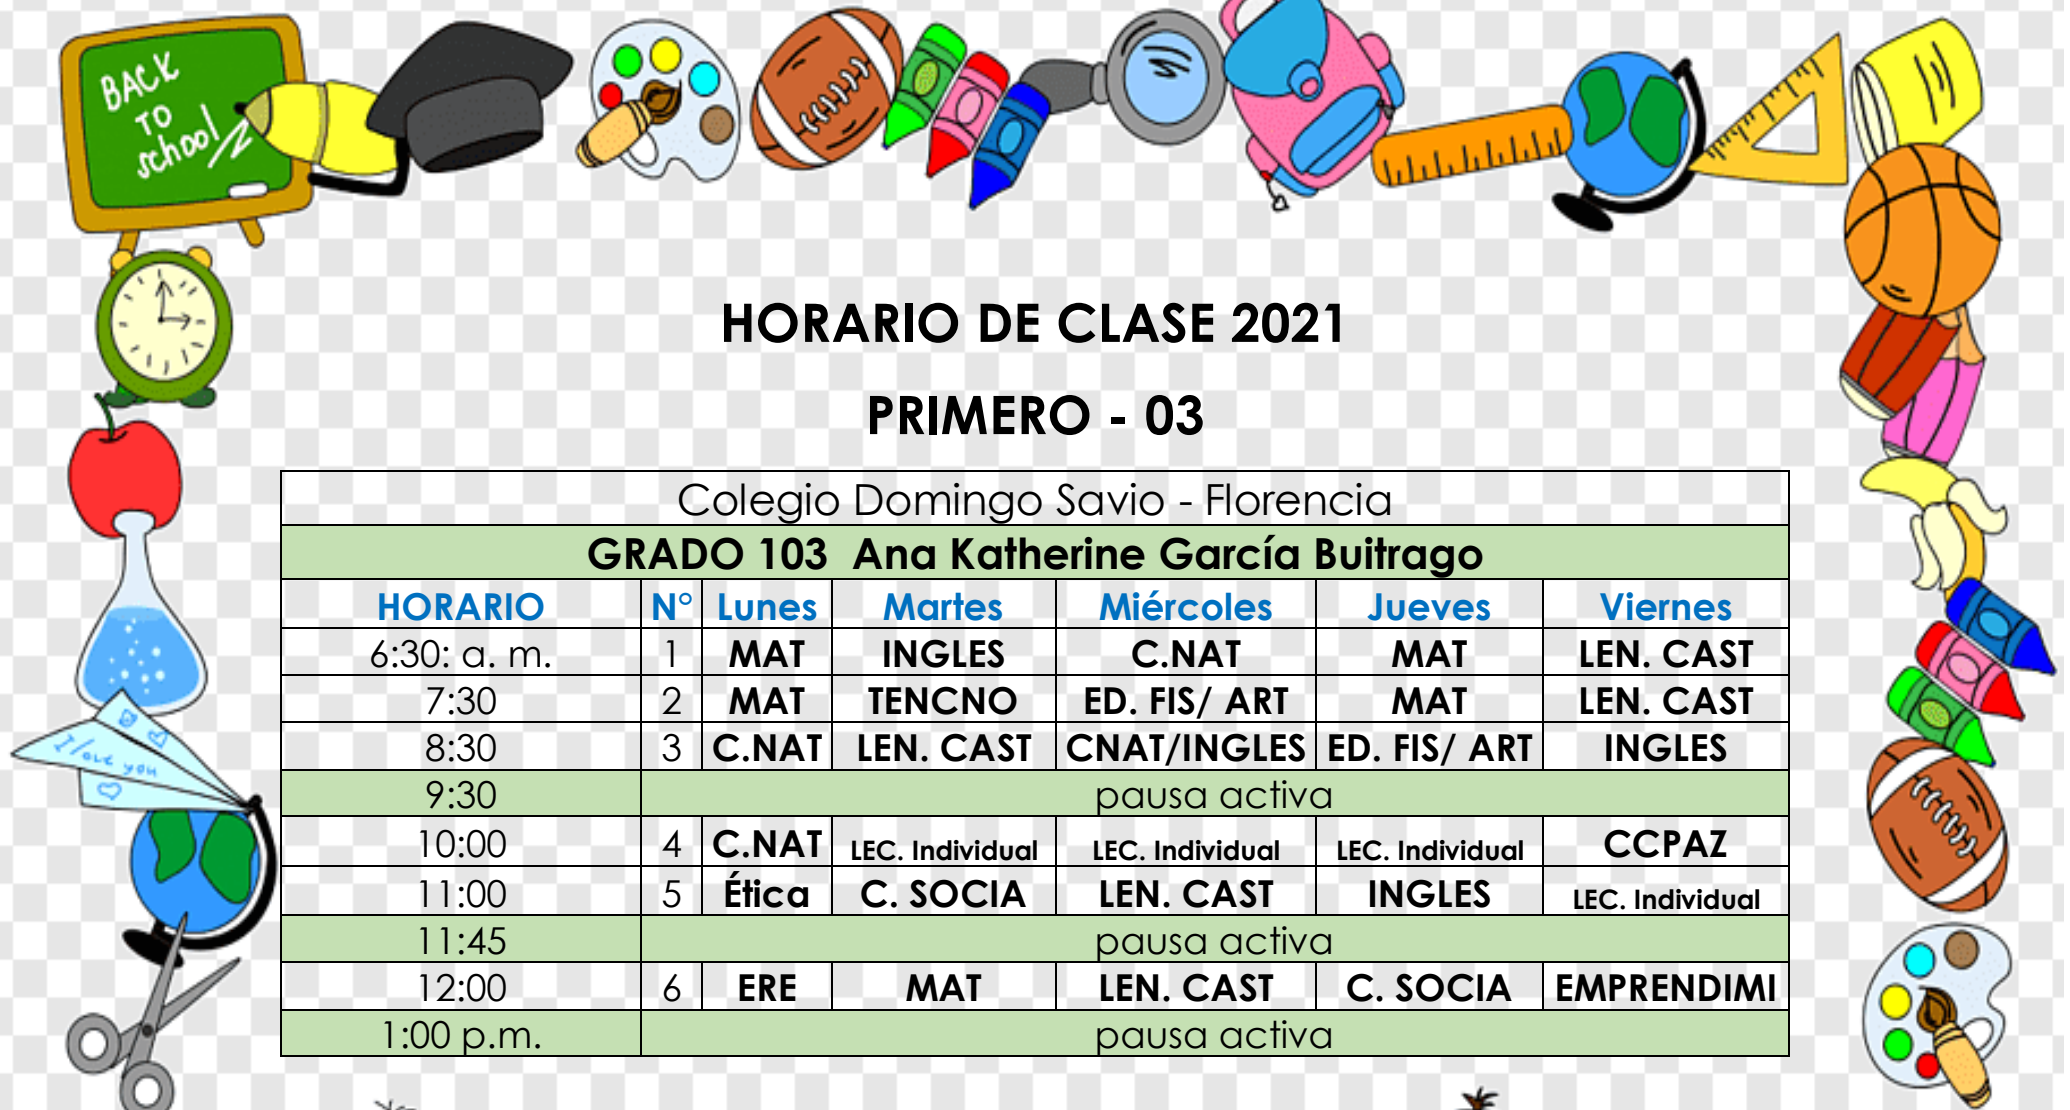 BACK
TO
school
HORARIO DE CLASE 2021
PRIMERO - 03
Colegio Domingo Savio - Florencia
GRADO 103 Ana Katherine García Buitrago
HORARIO N° Lunes Martes Miércoles Jueves Viernes
6:30: a. m. 1 MAT INGLES C.NAT MAT LEN. CAST
7:30 2 MAT TENCNO ED. FIS/ ART MAT LEN. CAST
8:30 3 C.NAT LEN. CAST CNAT/INGLES ED. FIS/ ART INGLES
9:30 pausa activa
10:00 4 C.NAT LEC. Individual LEC. Individual LEC. Individual CCPAZ
11:00 5 Ética C. SOCIA LEN. CAST INGLES LEC. Individual
11:45 pausa activa
12:00 6 ERE MAT LEN. CAST C. SOCIA EMPRENDIMI
1:00 p.m. pausa activa
I love you